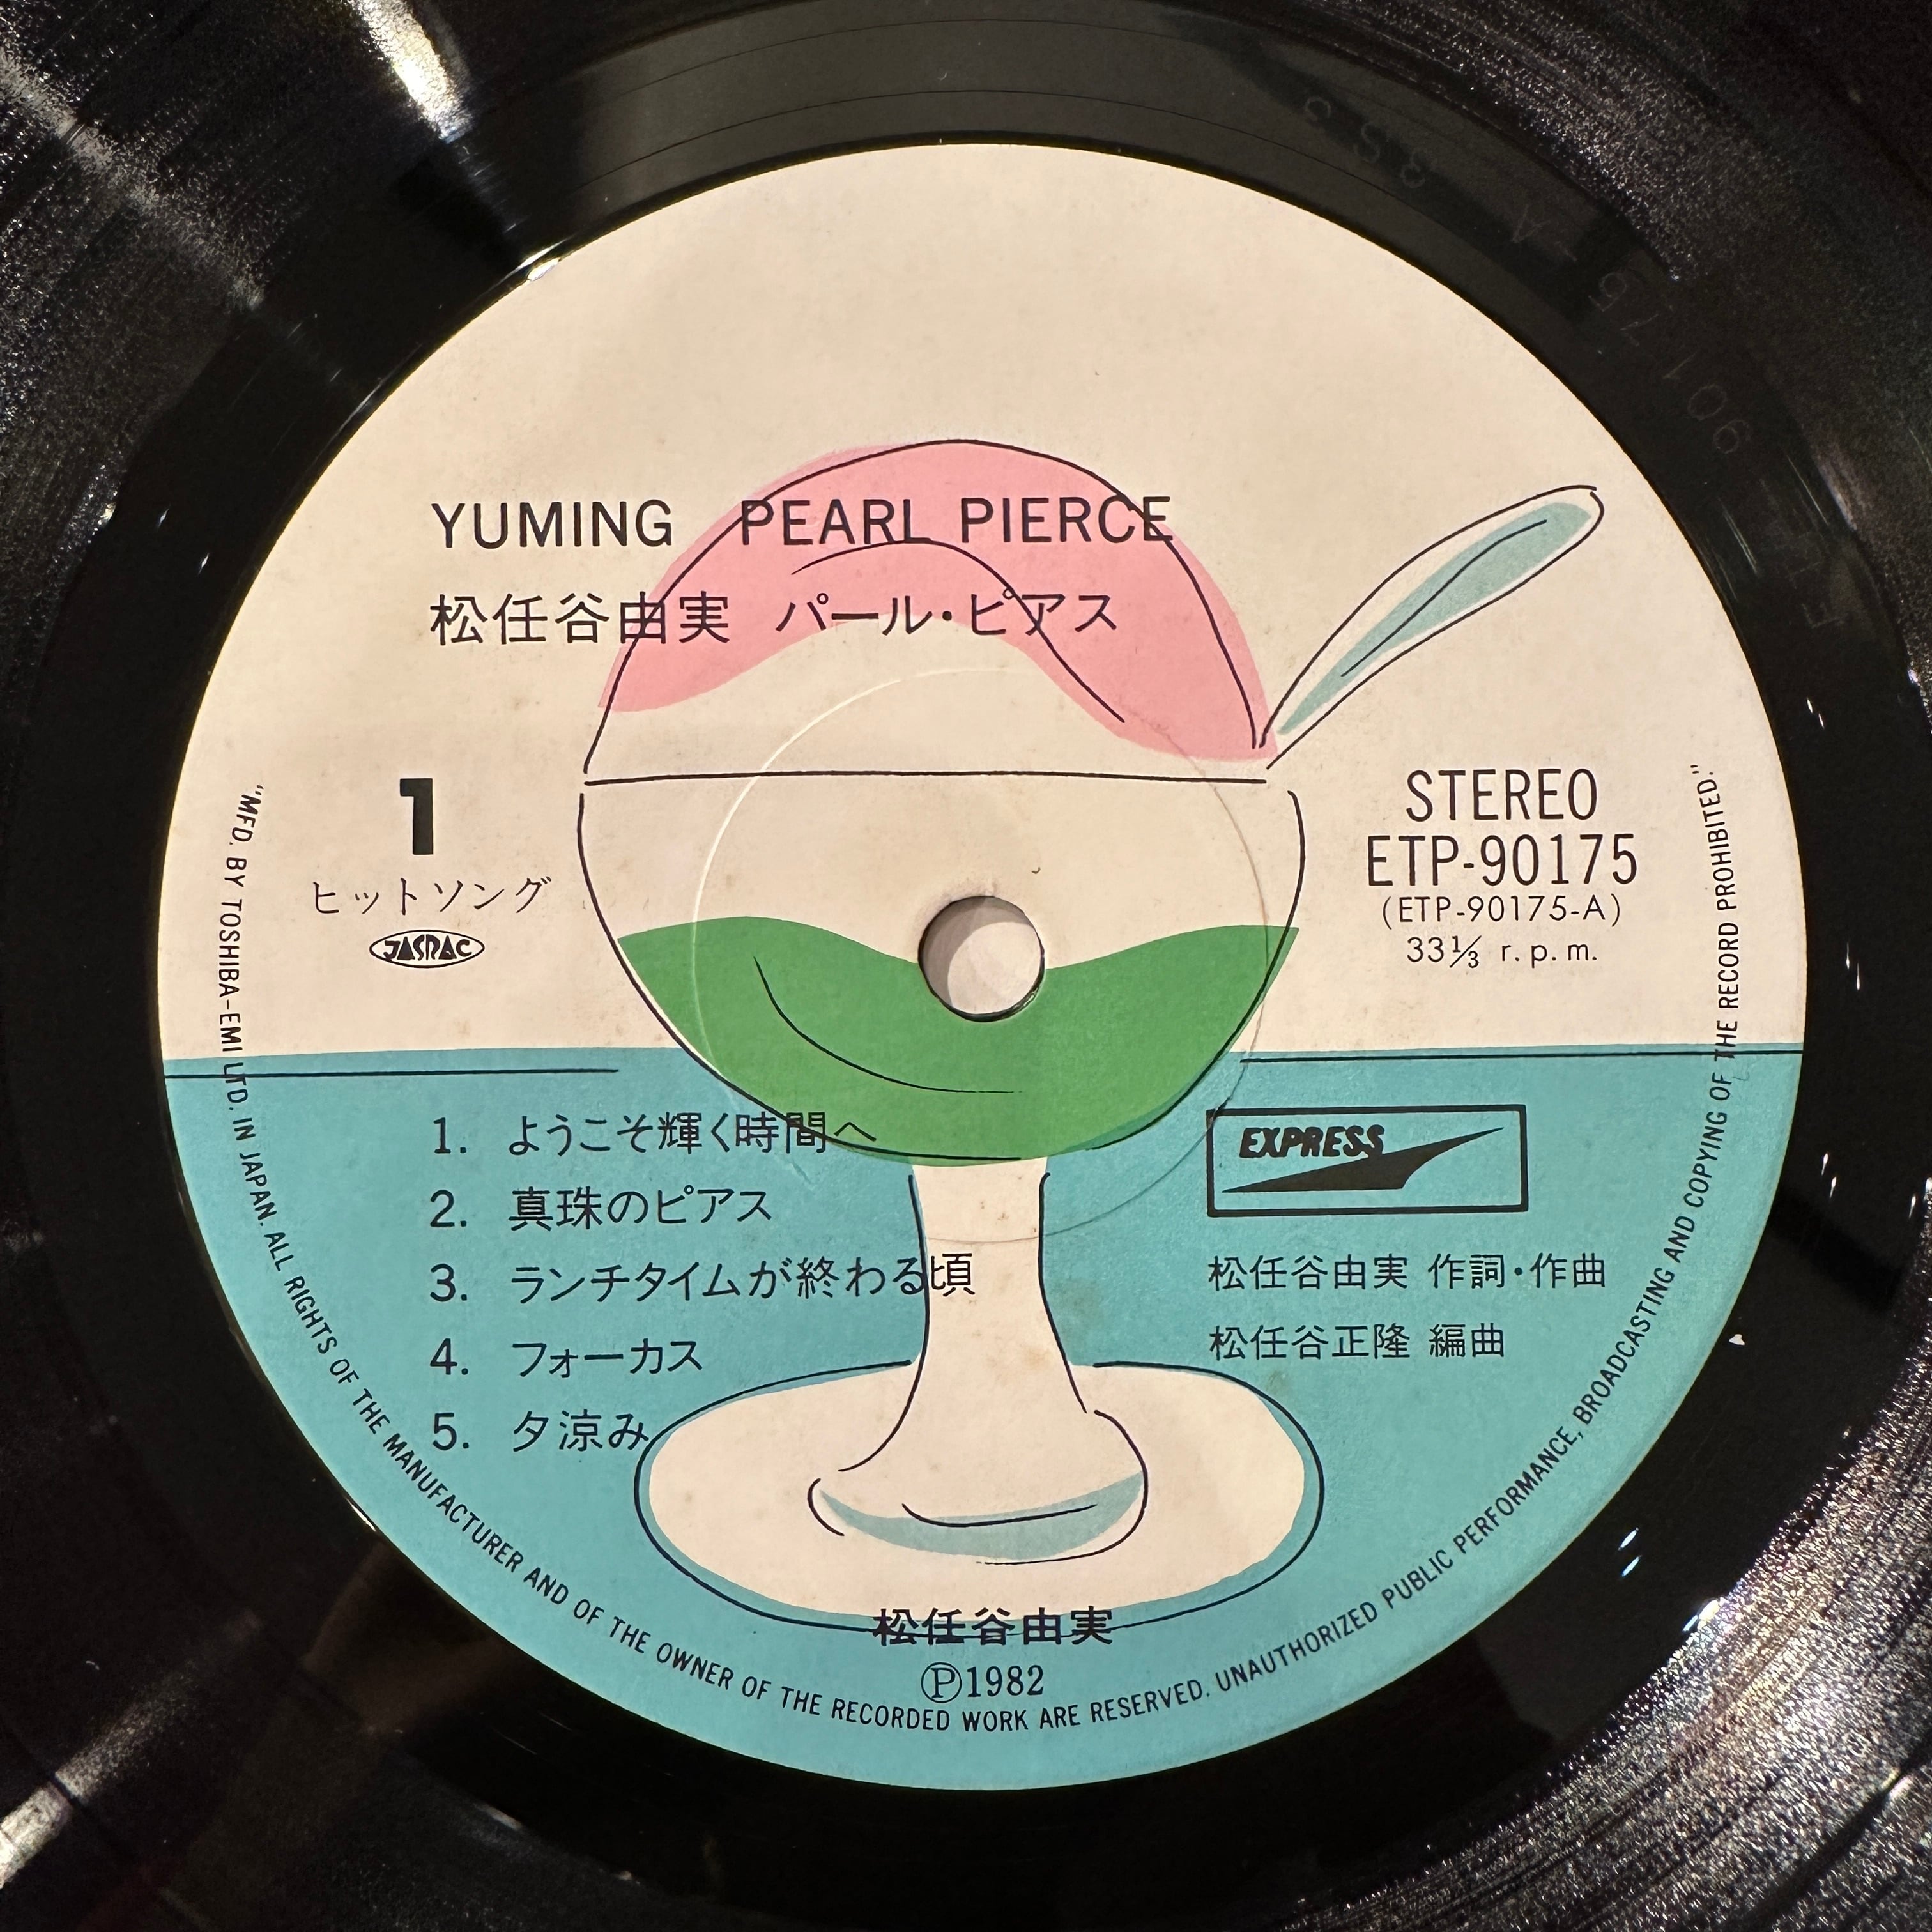 YUMING PEARL PIERCE
松任谷由実 パール・ピアス
1
ヒットソング
JASRAC
STEREO
ETP-90175
(ETP-90175-A)
33⅓ r.p.m.
1. ようこそ輝く時間へ
2. 真珠のピアス
3. ランチタイムが終わる頃
4. フォーカス
5. 夕涼み
EXPRESS
松任谷由実 作詞・作曲
松任谷正隆 編曲
松任谷由実
Ⓟ1982
"MFD. BY TOSHIBA-EMI LTD. IN JAPAN. ALL RIGHTS OF THE MANUFACTURER AND OF THE OWNER OF THE RECORDED WORK ARE RESERVED. UNAUTHORIZED PUBLIC PERFORMANCE, BROADCASTING AND COPYING OF THE RECORD PROHIBITED."